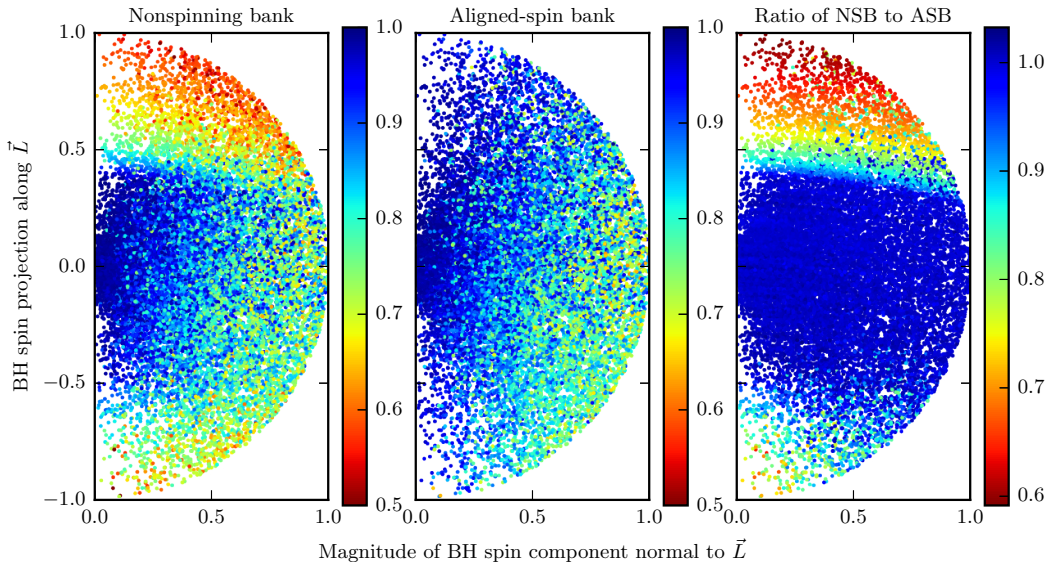 Nonspinning bank
Aligned-spin bank
Ratio of NSB to ASB
BH spin projection along L⃗
1.0
0.5
0.0
−0.5
−1.0
0.0 0.5 1.0
1.0
0.9
0.8
0.7
0.6
0.5
0.0 0.5 1.0
1.0
0.9
0.8
0.7
0.6
0.5
0.0 0.5 1.0
1.0
0.9
0.8
0.7
0.6
Magnitude of BH spin component normal to L⃗